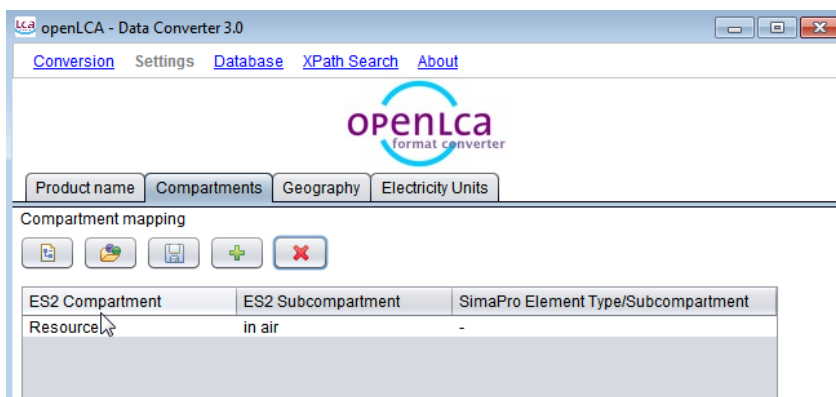 Lca openLCA - Data Converter 3.0
Conversion Settings Database XPath Search About
openLca
format converter
Product name Compartments Geography Electricity Units
Compartment mapping
ES2 Compartment ES2 Subcompartment SimaPro Element Type/Subcompartment
Resource in air -